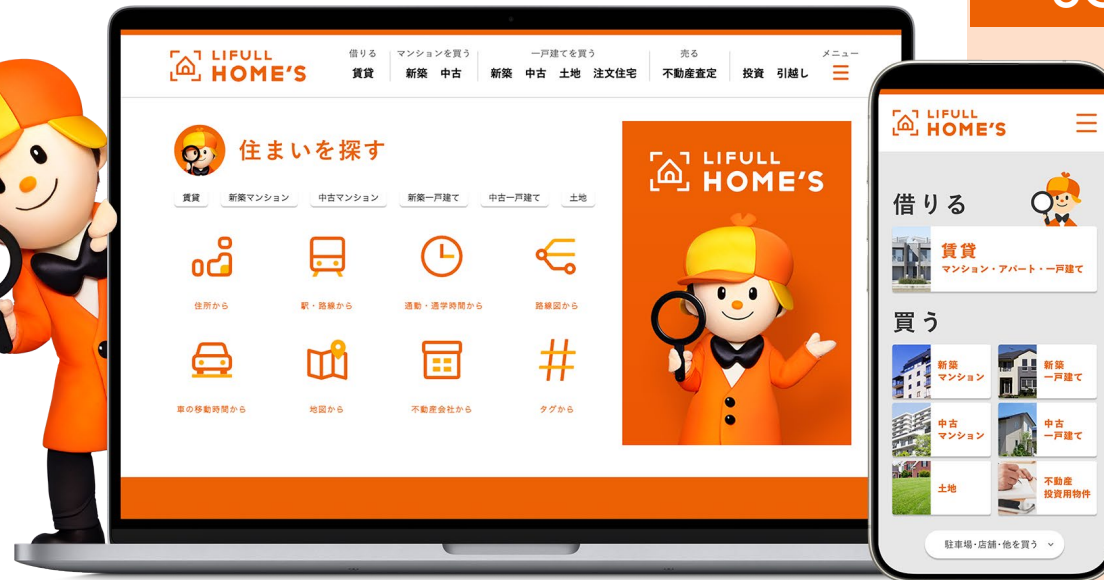 LIFULL
HOME'S
借りる
賃貸
マンションを買う
新築 中古
一戸建てを買う
新築 中古 土地 注文住宅
売る
不動産査定
投資 引越し
メニュー
住まいを探す
賃貸
新築マンション
中古マンション
新築一戸建て
中古一戸建て
土地
住所から
駅・路線から
通勤・通学時間から
路線図から
車の移動時間から
地図から
不動産会社から
タグから
LIFULL
HOME'S
LIFULL
HOME'S
借りる
賃貸
マンション・アパート・一戸建て
買う
新築
マンション
新築
一戸建て
中古
マンション
中古
一戸建て
土地
不動産
投資用物件
駐車場・店舗・他を買う